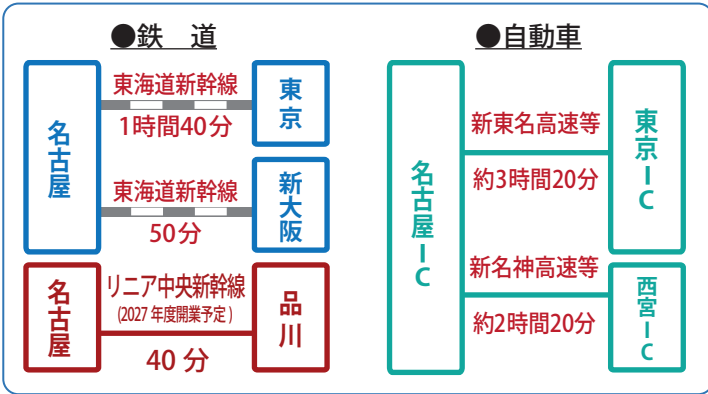 ●鉄　道
名古屋
東海道新幹線
1時間40分
東京
東海道新幹線
50分
新大阪
名古屋
リニア中央新幹線
(2027 年度開業予定)
40 分
品川
●自動車
名古屋IC
新東名高速等
約3時間20分
東京IC
新名神高速等
約2時間20分
西宮IC